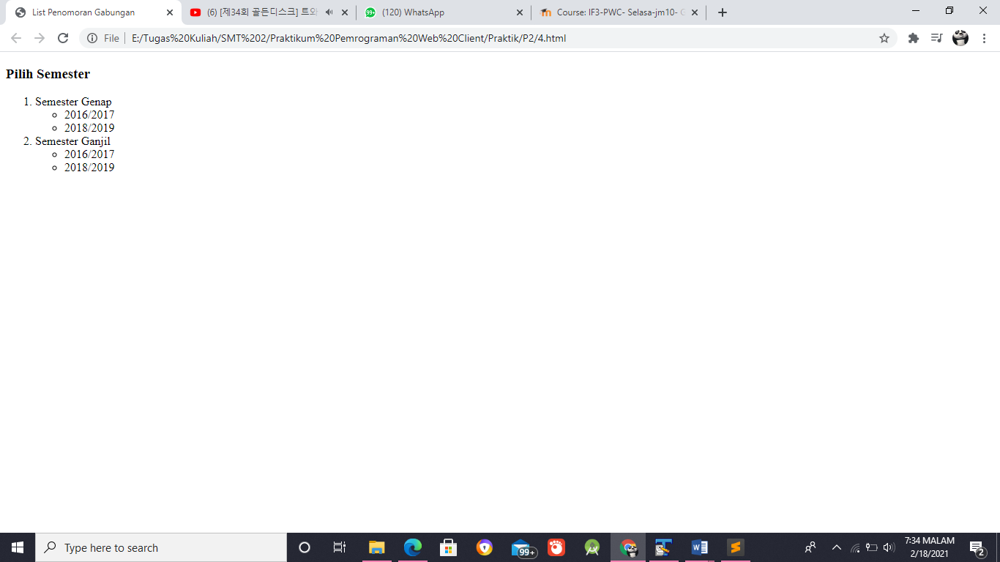 List Penomoran Gabungan
(6) [제34회 골든디스크] 트와
99+
(120) WhatsApp
Course: IF3-PWC- Selasa-jm10-
File
E:/Tugas%20Kuliah/SMT%202/Praktikum%20Pemrograman%20Web%20Client/Praktik/P2/4.html
Pilih Semester
1. Semester Genap
2016/2017
2018/2019
2. Semester Ganjil
2016/2017
2018/2019
Type here to search
99+
7:34 MALAM
2/18/2021
2